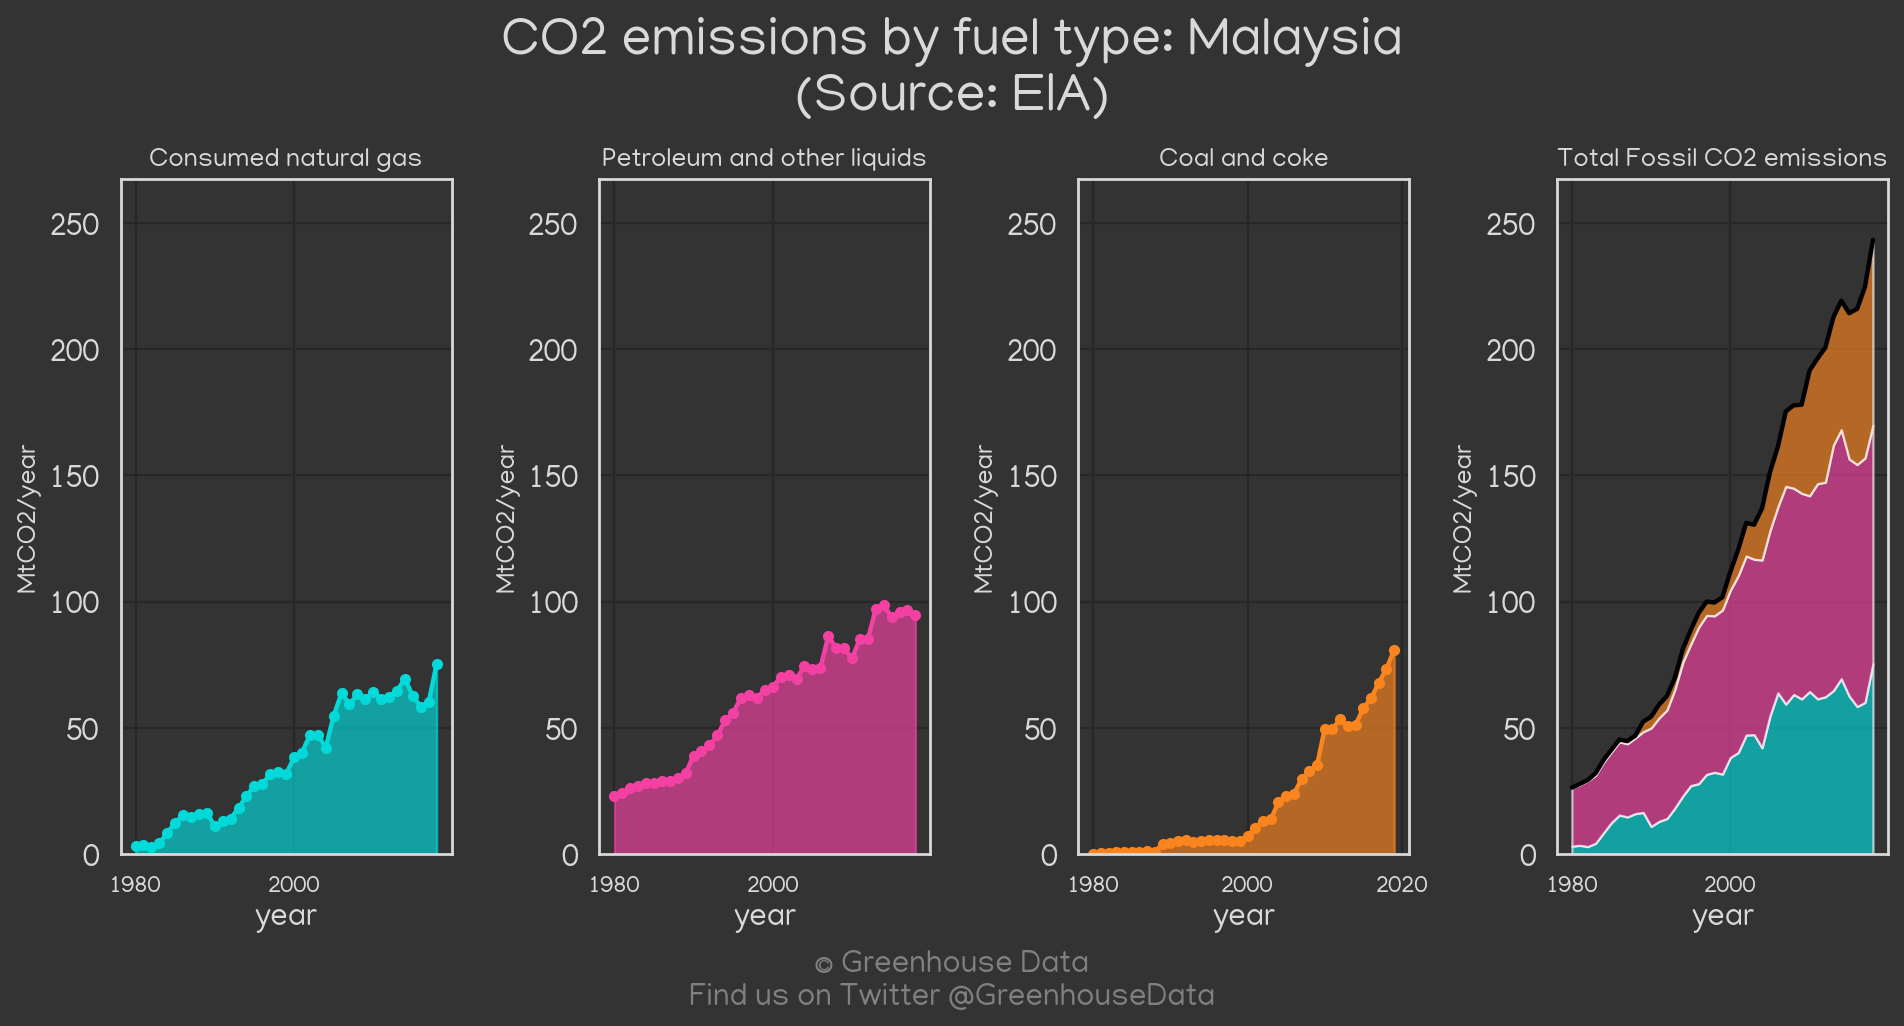 CO2 emissions by fuel type: Malaysia
(Source: EIA)
Consumed natural gas
250
200
150
100
50
0
MtCO2/year
1980 2000
year
Petroleum and other liquids
250
200
150
100
50
0
MtCO2/year
1980 2000
year
Coal and coke
250
200
150
100
50
0
MtCO2/year
1980 2000 2020
year
Total Fossil CO2 emissions
250
200
150
100
50
0
MtCO2/year
1980 2000
year
© Greenhouse Data
Find us on Twitter @GreenhouseData